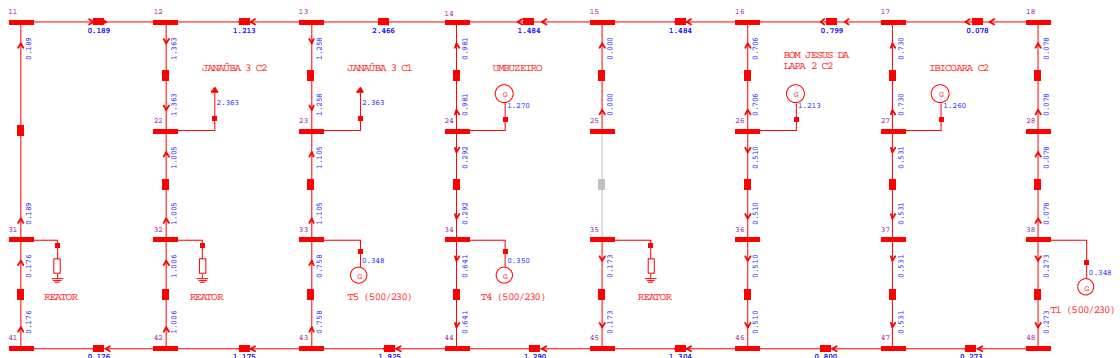 11 12 13 14 15 16 17 18
0.189 1.213 2.466 1.484 1.484 0.799 0.078
0.189 1.363 1.258 0.981 0.000 0.706 0.730 0.078
JANAÚBA 3 C2 JANAÚBA 3 C1 UMBUZEIRO BOM JESUS DA
LAPA 2 C2 IBICOARA C2
G G G
2.363 2.363 1.270 1.213 1.260
1.363 1.258 0.981 0.000 0.706 0.730 0.078
22 23 24 25 26 27 28
1.005 1.105 0.292 0.510 0.531 0.078
0.189 1.005 1.105 0.292 0.510 0.531 0.078
31 32 33 34 35 36 37 38
0.176 1.006 0.758 0.348 0.641 0.350 0.173 0.510 0.531 0.273 0.348
G G G
REATOR REATOR T5 (500/230) T4 (500/230) REATOR
T1 (500/230)
0.176 1.006 0.758 0.641 0.173 0.510 0.531 0.273
41 42 43 44 45 46 47 48
0.176 1.175 1.925 1.290 1.304 0.800 0.273